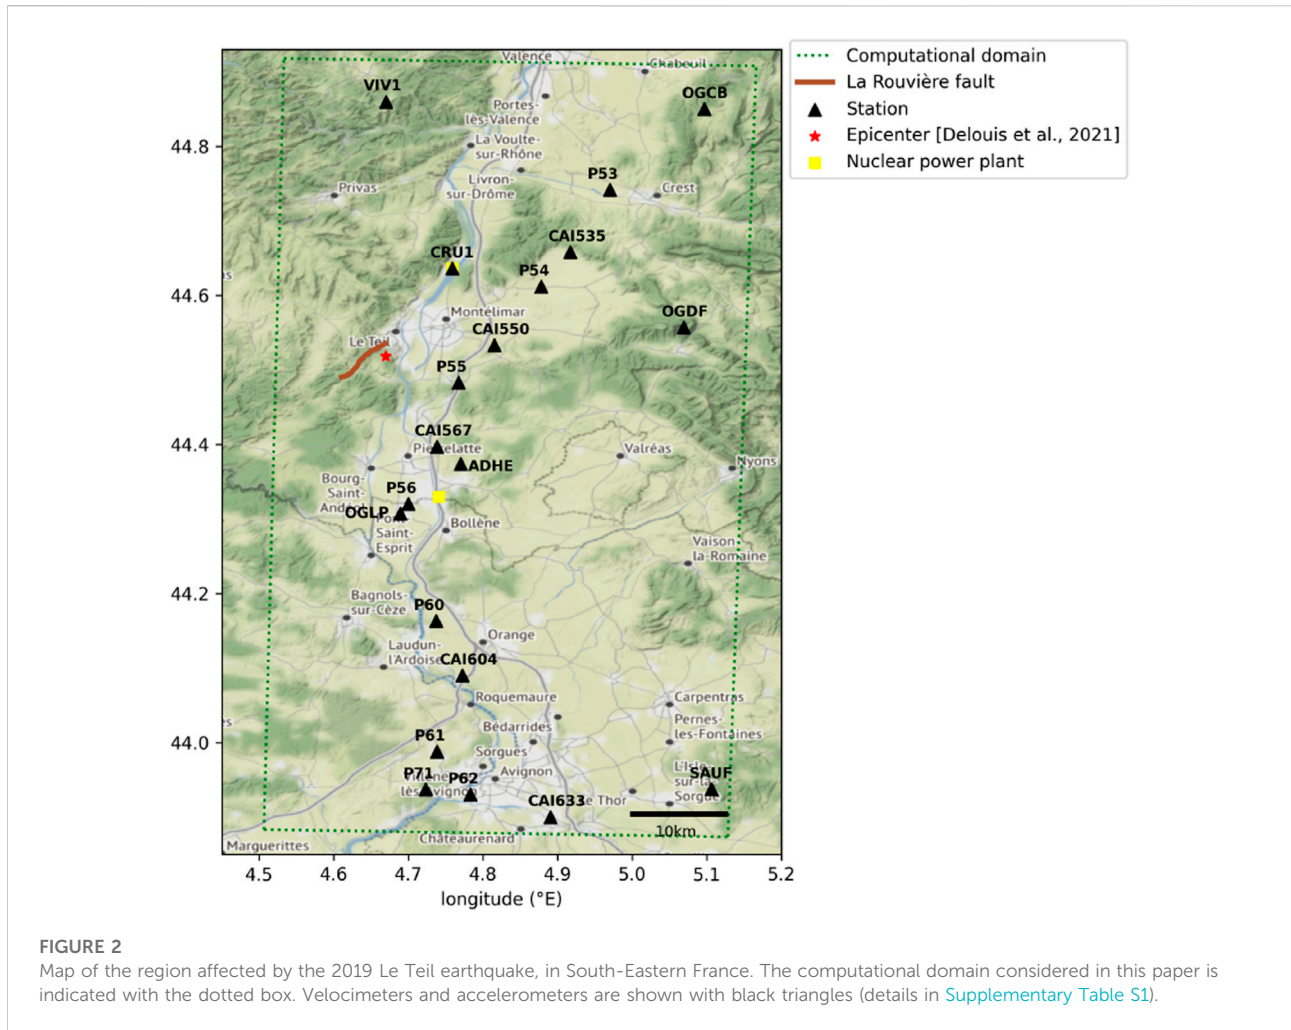 Valence
Chabeuil
VIV1
OGCB
Portes-
lès-Valence
44.8
La Voulte-
sur-Rhône
P53
Livron-
sur-Drôme
Privas
Crest
CAI535
CRU1
P54
44.6
OGDF
Montélimar
CAI550
Le Teil
P55
44.4
CAI567
Valréas
ADHE
Nyons
Bourg-
Saint-
P56
OGLP
Saint-
Esprit
Bollène
Vaison
-la-Romaine
44.2
Bagnols-
sur-Cèze
P60
Orange
Laudun-
l'Ardoise
CAI604
Roquemaure
Carpentras
Bédarrides
Pernes-
les-Fontaines
44.0
P61
Sorgues
P71
P62
Avignon
SAUF
L'Isle-
sur-la-
Sorgue
CAI633
Thor
10km
Châteaurenard
Marguerittes
4.5 4.6 4.7 4.8 4.9 5.0 5.1 5.2
longitude (°E)
Computational domain
La Rouvière fault
Station
Epicenter [Delouis et al., 2021]
Nuclear power plant
FIGURE 2
Map of the region affected by the 2019 Le Teil earthquake, in South-Eastern France. The computational domain considered in this paper is
indicated with the dotted box. Velocimeters and accelerometers are shown with black triangles (details in Supplementary Table S1).